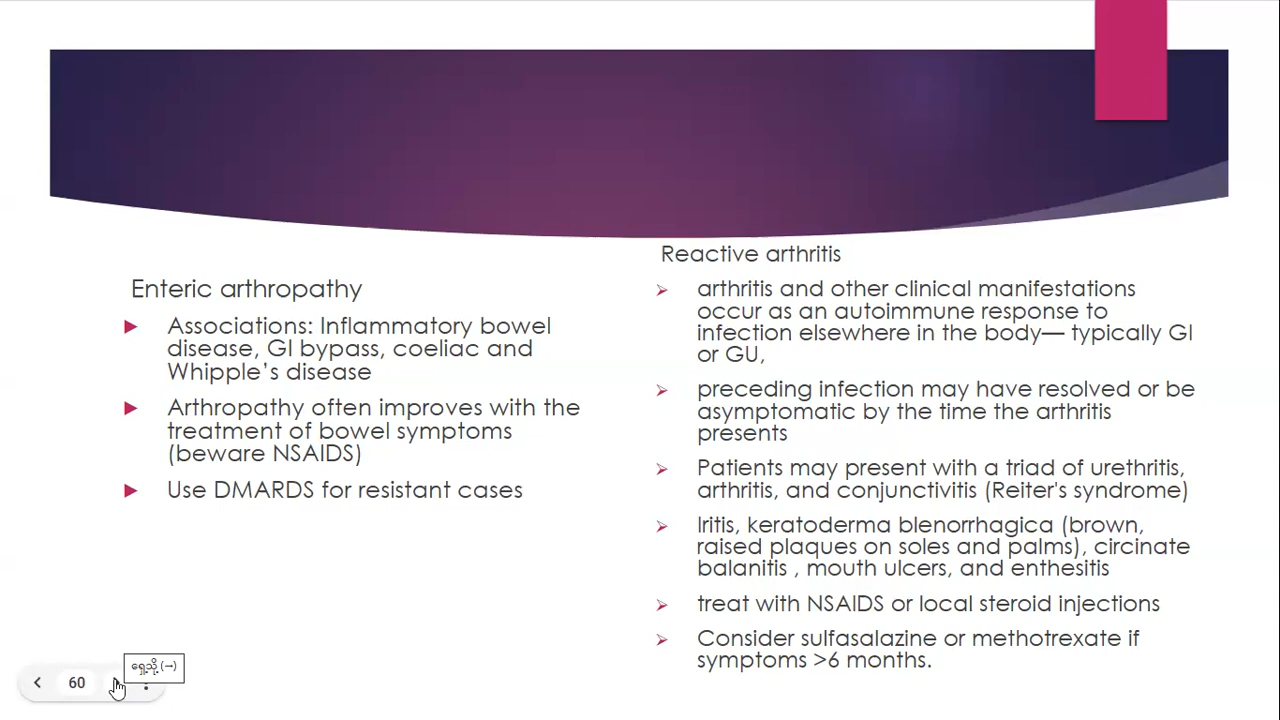 Enteric arthropathy
Associations: Inflammatory bowel
disease, GI bypass, coeliac and
Whipple’s disease
Arthropathy often improves with the
treatment of bowel symptoms
(beware NSAIDS)
Use DMARDS for resistant cases
Reactive arthritis
arthritis and other clinical manifestations
occur as an autoimmune response to
infection elsewhere in the body— typically GI
or GU,
preceding infection may have resolved or be
asymptomatic by the time the arthritis
presents
Patients may present with a triad of urethritis,
arthritis, and conjunctivitis (Reiter's syndrome)
Iritis, keratoderma blenorrhagica (brown,
raised plaques on soles and palms), circinate
balanitis , mouth ulcers, and enthesitis
treat with NSAIDS or local steroid injections
Consider sulfasalazine or methotrexate if
symptoms >6 months.
ရှေ့သို့ (→)
60